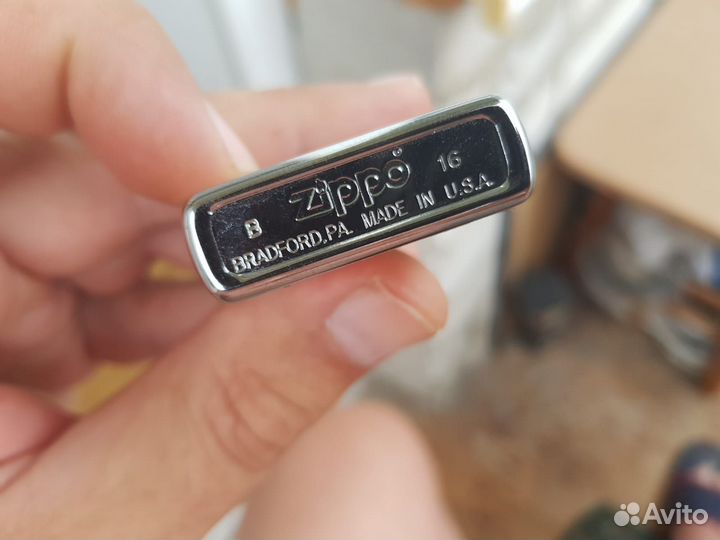 B zippo® 16
BRADFORD, PA. MADE IN U.S.A.
Avito